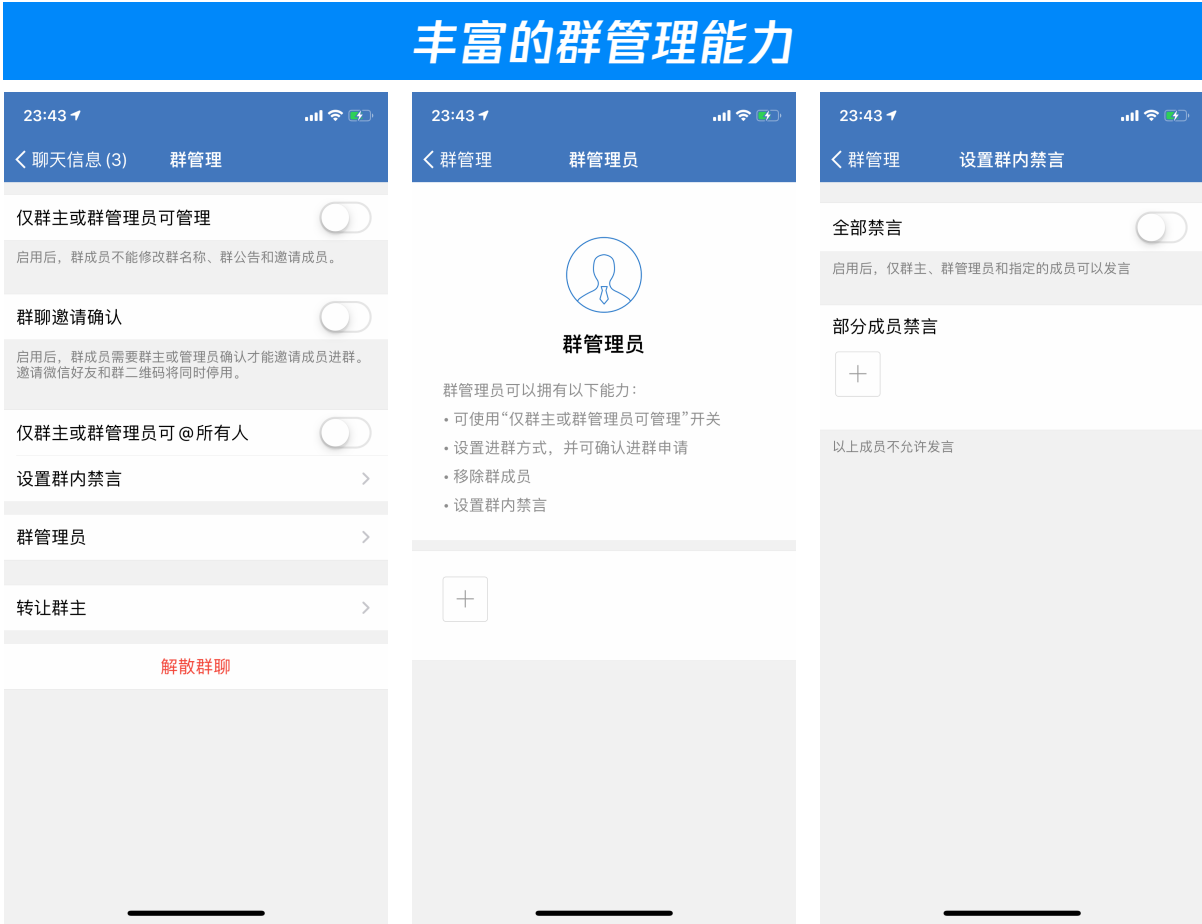 丰富的群管理能力
23:43
聊天信息(3)
群管理
仅群主或群管理员可管理
启用后，群成员不能修改群名称、群公告和邀请成员。
群聊邀请确认
启用后，群成员需要群主或管理员确认才能邀请成员进群。
邀请微信好友和群二维码将同时停用。
仅群主或群管理员可@所有人
设置群内禁言
群管理员
转让群主
解散群聊
23:43
群管理
群管理员
群管理员
群管理员可以拥有以下能力：
• 可使用“仅群主或群管理员可管理”开关
• 设置进群方式，并可确认进群申请
• 移除群成员
• 设置群内禁言
23:43
群管理
设置群内禁言
全部禁言
启用后，仅群主、群管理员和指定的成员可以发言
部分成员禁言
以上成员不允许发言